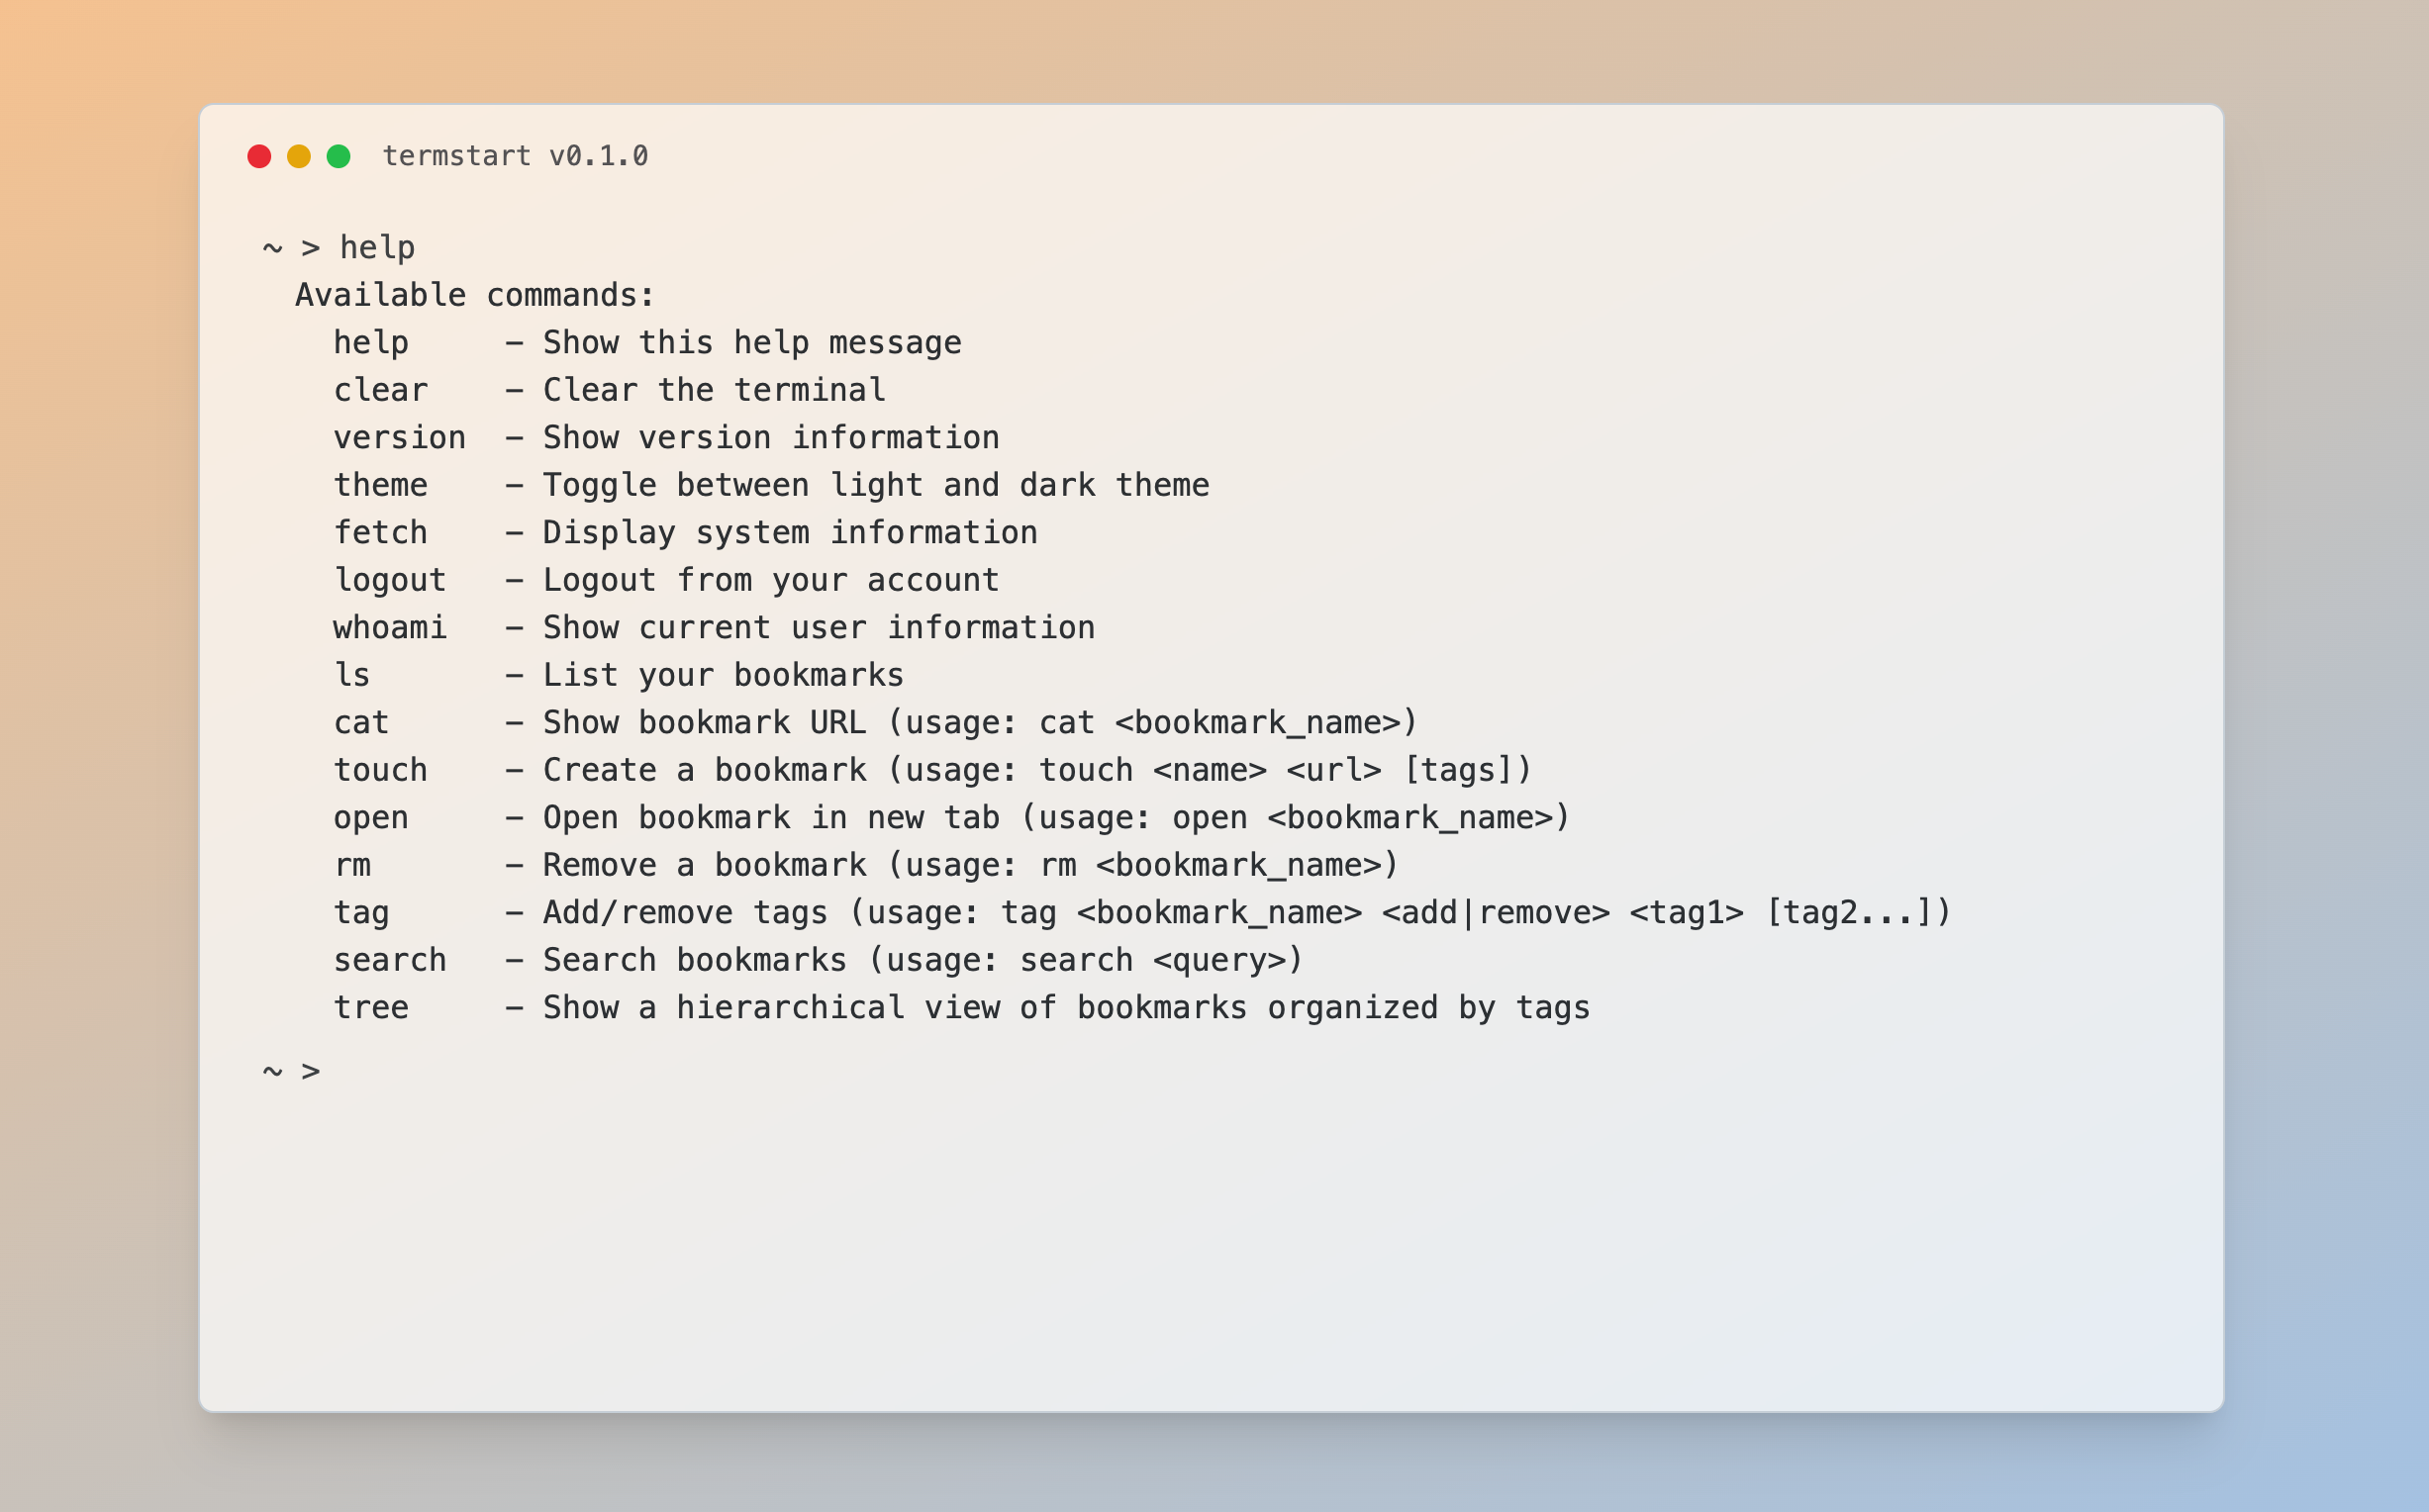 termstart v0.1.0
~ > help
Available commands:
help     - Show this help message
clear    - Clear the terminal
version  - Show version information
theme    - Toggle between light and dark theme
fetch    - Display system information
logout   - Logout from your account
whoami   - Show current user information
ls       - List your bookmarks
cat      - Show bookmark URL (usage: cat <bookmark_name>)
touch    - Create a bookmark (usage: touch <name> <url> [tags])
open     - Open bookmark in new tab (usage: open <bookmark_name>)
rm       - Remove a bookmark (usage: rm <bookmark_name>)
tag      - Add/remove tags (usage: tag <bookmark_name> <add|remove> <tag1> [tag2...])
search   - Search bookmarks (usage: search <query>)
tree     - Show a hierarchical view of bookmarks organized by tags
~ >